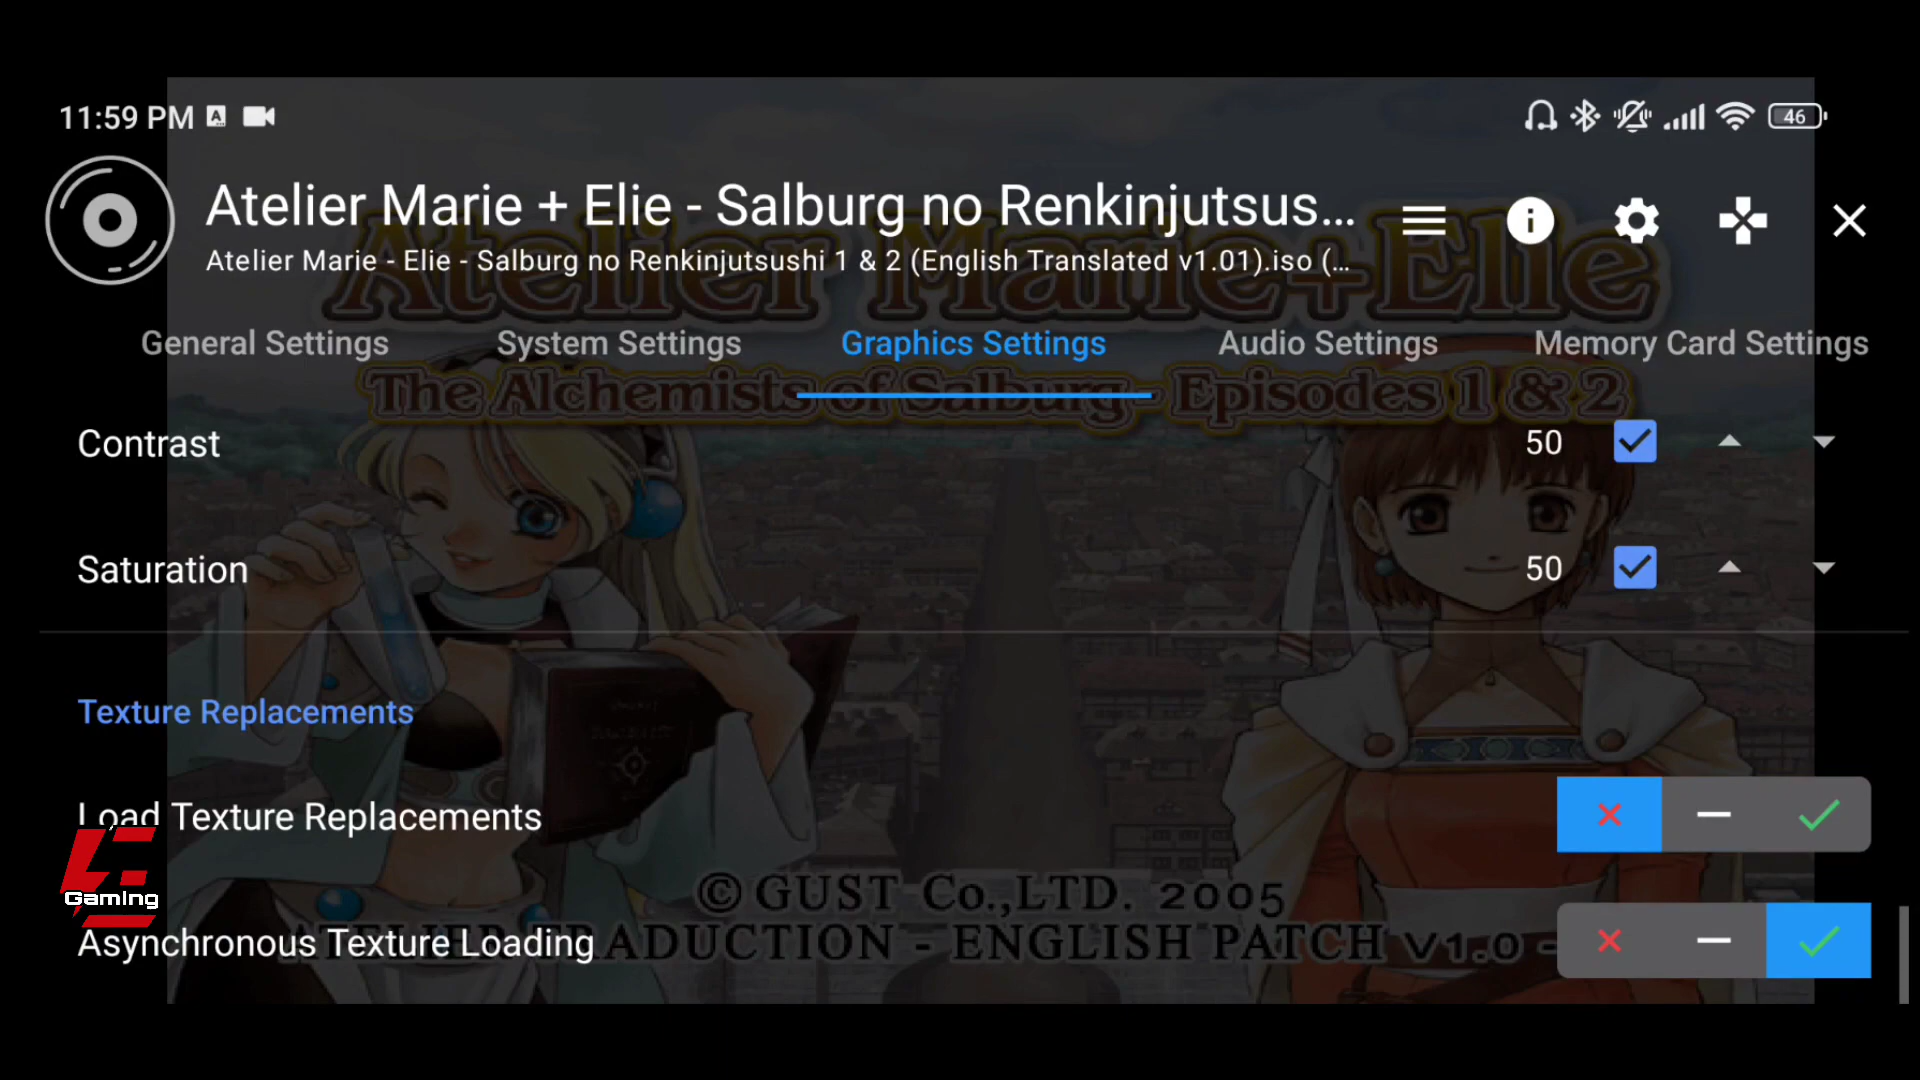 11:59 PM
46
Atelier Marie + Elie - Salburg no Renkinjutsus...
Atelier Marie - Elie - Salburg no Renkinjutsushi 1 & 2 (English Translated v1.01).iso (...
Atelier Marie+Elie
General Settings
System Settings
Graphics Settings
Audio Settings
Memory Card Settings
The Alchemists of Salburg - Episodes 1 & 2
Contrast
50
Saturation
50
Texture Replacements
Load Texture Replacements
LE
Gaming
© GUST Co.,LTD. 2005
Asynchronous Texture Loading
ADUCTION - ENGLISH PATCH V1.0 -